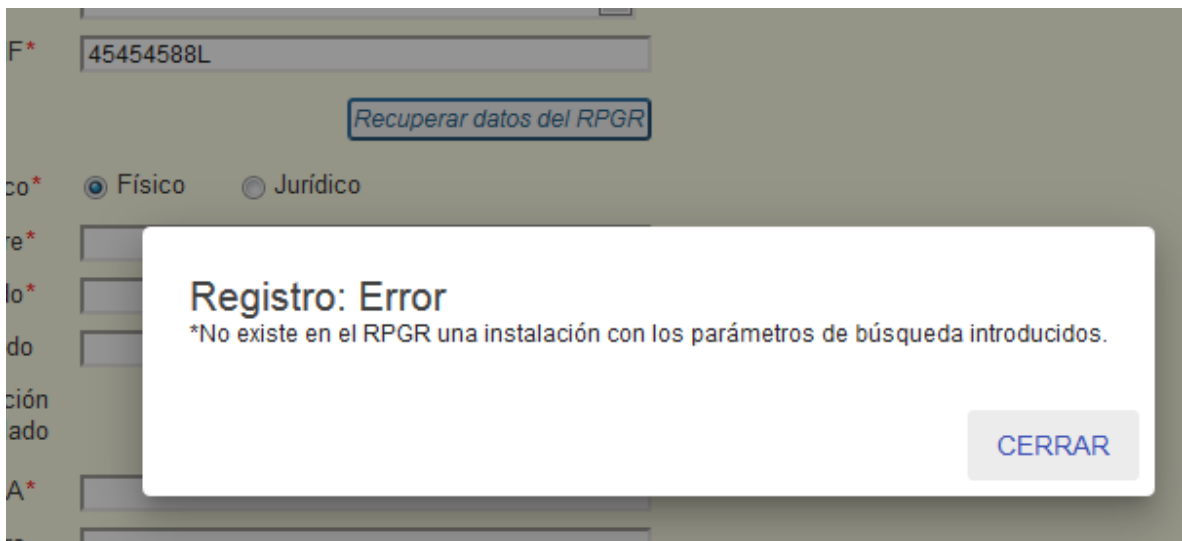 F*
45454588L
Recuperar datos del RPGR
co*
Físico
Jurídico
re*
lo*
Registro: Error
*No existe en el RPGR una instalación con los parámetros de búsqueda introducidos.
do
ción
ado
CERRAR
A*